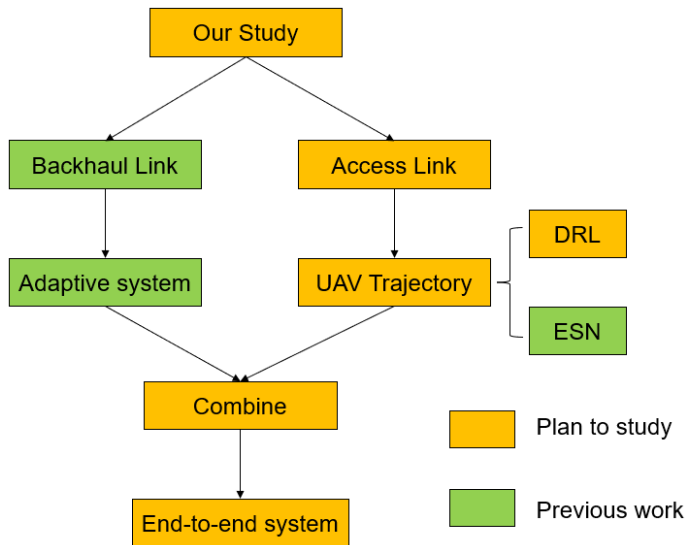 Our Study
Backhaul Link
Access Link
DRL
Adaptive system
UAV Trajectory
ESN
Combine
Plan to study
End-to-end system
Previous work